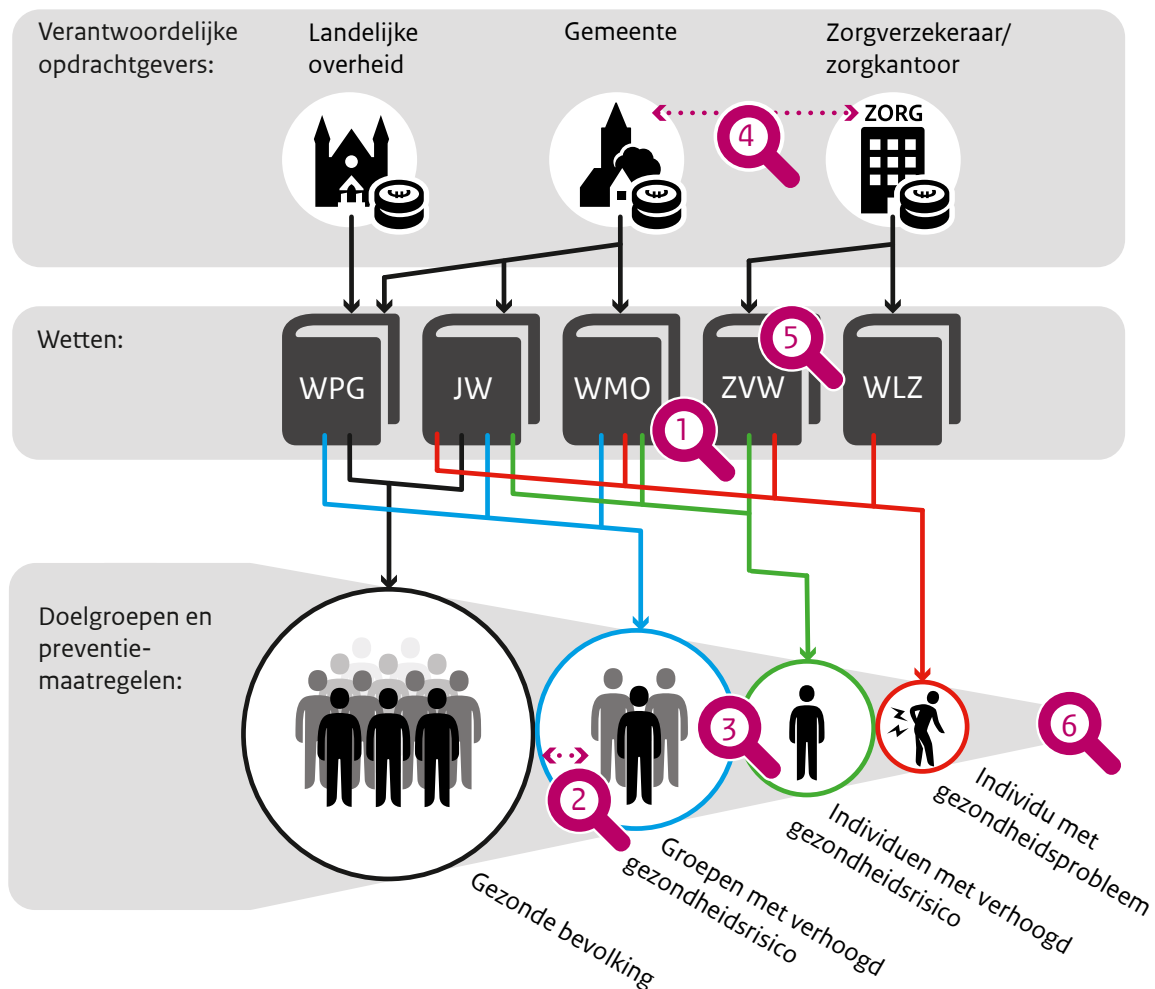 Verantwoordelijke
opdrachtgevers:
Landelijke
overheid
Gemeente
Zorgverzekeraar/
zorgkantoor
ZORG
4
Wetten:
WPG
JW
WMO
ZVW
WLZ
5
1
Doelgroepen en
preventie-
maatregelen:
2
3
6
Gezonde bevolking
Groepen met verhoogd
gezondheidsrisico
Individuen met verhoogd
gezondheidsrisico
Individu met
gezondheidsprobleem